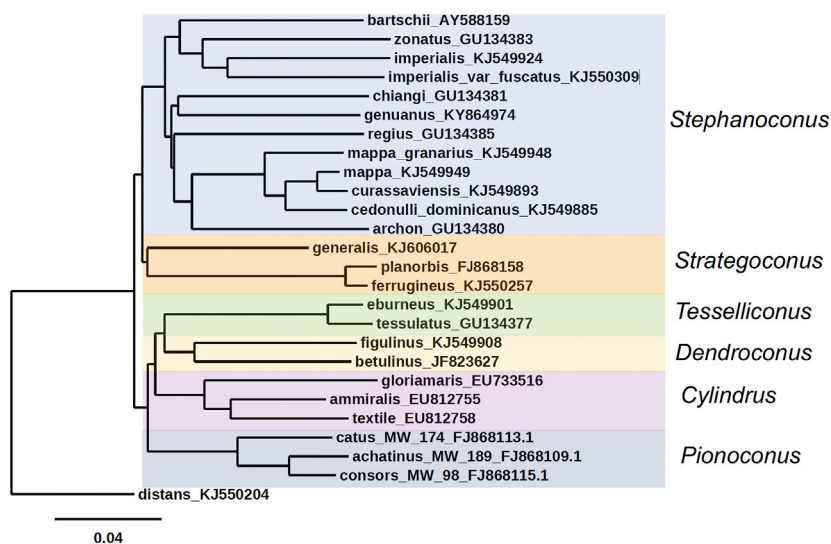 bartschii_AY588159
zonatus_GU134383
imperialis_KJ549924
imperialis_var_fuscatus_KJ550309
chiangi_GU134381
genuanus_KY864974
Stephanoconus
regius_GU134385
mappa_granarius_KJ549948
mappa_KJ549949
curassaviensis_KJ549893
cedonulli_dominicanus_KJ549885
archon_GU134380
generalis_KJ606017
Strategoconus
planorbis_FJ868158
ferrugineus_KJ550257
eburneus_KJ549901
Tesselliconus
tessulatus_GU134377
figulinus_KJ549908
Dendroconus
betulinus_JF823627
gloriamaris_EU733516
Cylindrus
ammiralis_EU812755
textile_EU812758
catus_MW_174_FJ868113.1
Pionoconus
achatinus_MW_189_FJ868109.1
consors_MW_98_FJ868115.1
distans_KJ550204
0.04